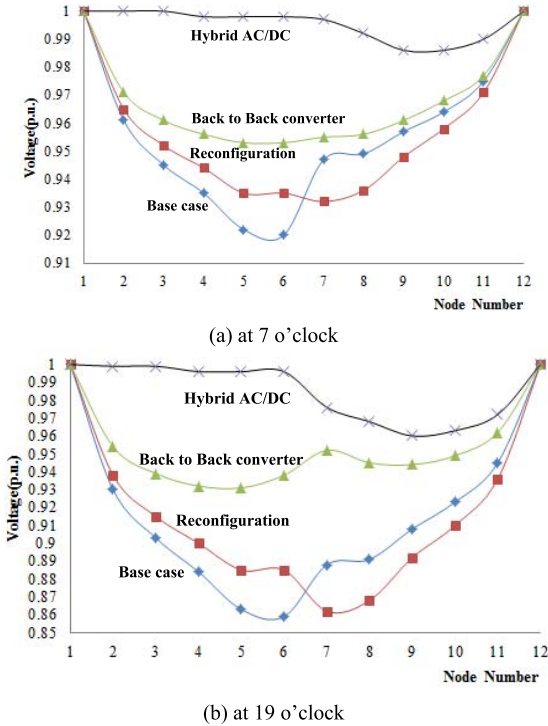 1
0.99
0.98
0.97
0.96
0.95
0.94
0.93
0.92
0.91
Voltage(p.u.)
Hybrid AC/DC
Back to Back converter
Reconfiguration
Base case
1 2 3 4 5 6 7 8 9 10 11 12
Node Number
(a) at 7 o’clock
1
0.99
0.98
0.97
0.96
0.95
0.94
0.93
0.92
0.91
0.9
0.89
0.88
0.87
0.86
0.85
Voltage(p.u.)
Hybrid AC/DC
Back to Back converter
Reconfiguration
Base case
1 2 3 4 5 6 7 8 9 10 11 12
Node Number
(b) at 19 o’clock